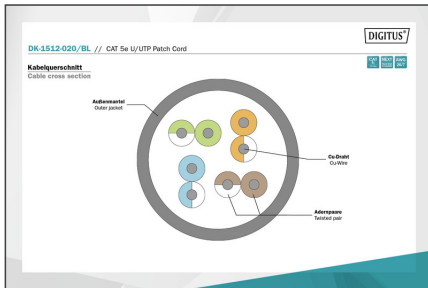 DIGITUS®
DK-1512-020/BL // CAT 5e U/UTP Patch Cord
Kabelquerschnitt
Cable cross section
Außenmantel
Outer jacket
Cu-Draht
Cu-Wire
Adernpaare
Twisted pair